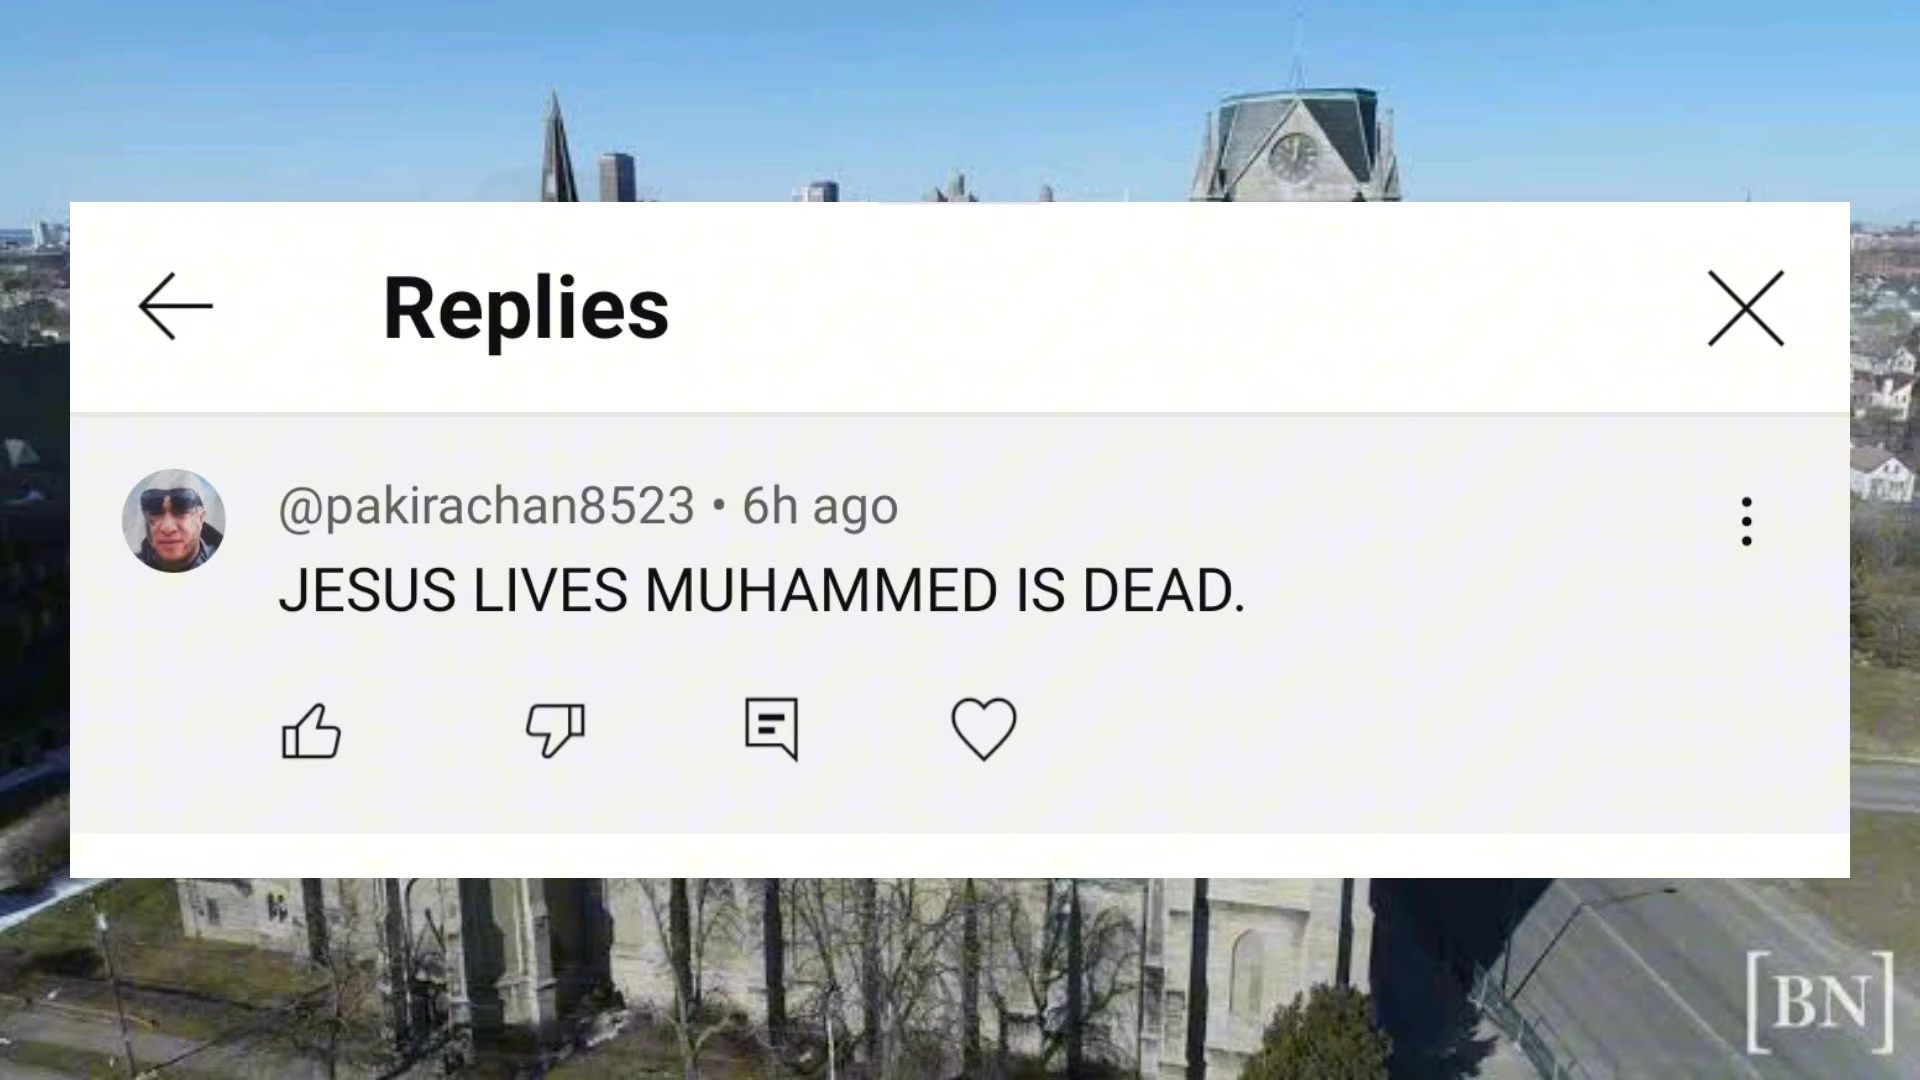 Replies
@pakirachan8523 • 6h ago
JESUS LIVES MUHAMMED IS DEAD.
[BN]